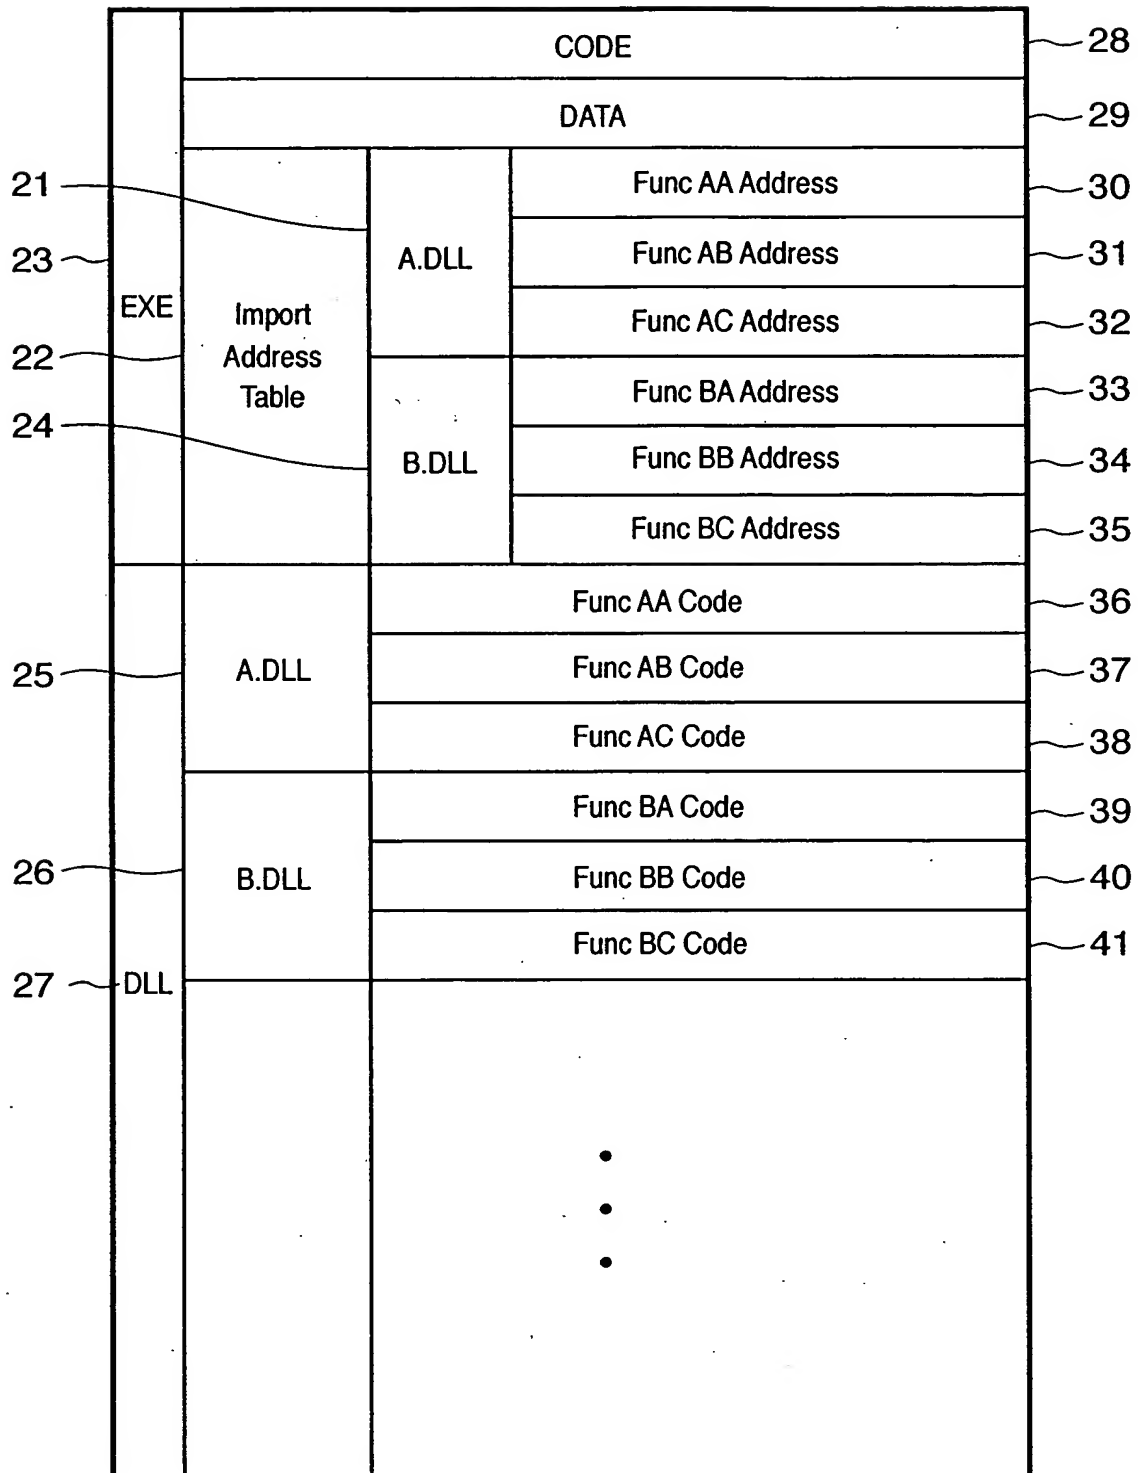 CODE 28
DATA 29
21 Func AA Address 30
23 A.DLL Func AB Address 31
EXE Import Func AC Address 32
22 Address
Table Func BA Address 33
24 B.DLL Func BB Address 34
Func BC Address 35
Func AA Code 36
25 A.DLL Func AB Code 37
Func AC Code 38
Func BA Code 39
26 B.DLL Func BB Code 40
Func BC Code 41
27 DLL